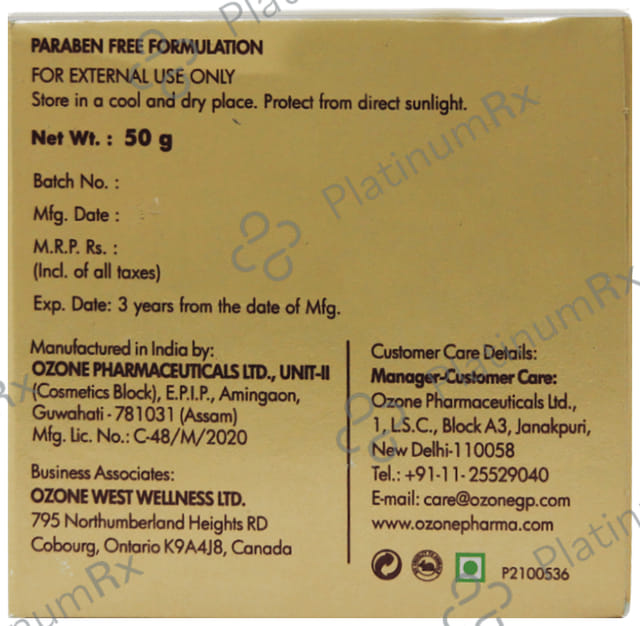 PARABEN FREE FORMULATION
FOR EXTERNAL USE ONLY
Store in a cool and dry place. Protect from direct sunlight.
Net Wt. : 50 g
Batch No. :
Mfg. Date :
M.R.P. Rs. :
(Incl. of all taxes)
Exp. Date: 3 years from the date of Mfg.
Manufactured in India by:
OZONE PHARMACEUTICALS LTD., UNIT-II
(Cosmetics Block), E.P.I.P., Amingaon,
Guwahati - 781031 (Assam)
Mfg. Lic. No.: C-48/M/2020
Business Associates:
OZONE WEST WELLNESS LTD.
795 Northumberland Heights RD
Cobourg, Ontario K9A4J8, Canada
Customer Care Details:
Manager-Customer Care:
Ozone Pharmaceuticals Ltd.,
1, L.S.C., Block A3, Janakpuri,
New Delhi-110058
Tel.: +91-11- 25529040
E-mail: care@ozonegp.com
www.ozonepharma.com
P2100536
PlatinumRx
PlatinumRx
PlatinumRx
Platin
inumRx
Rx